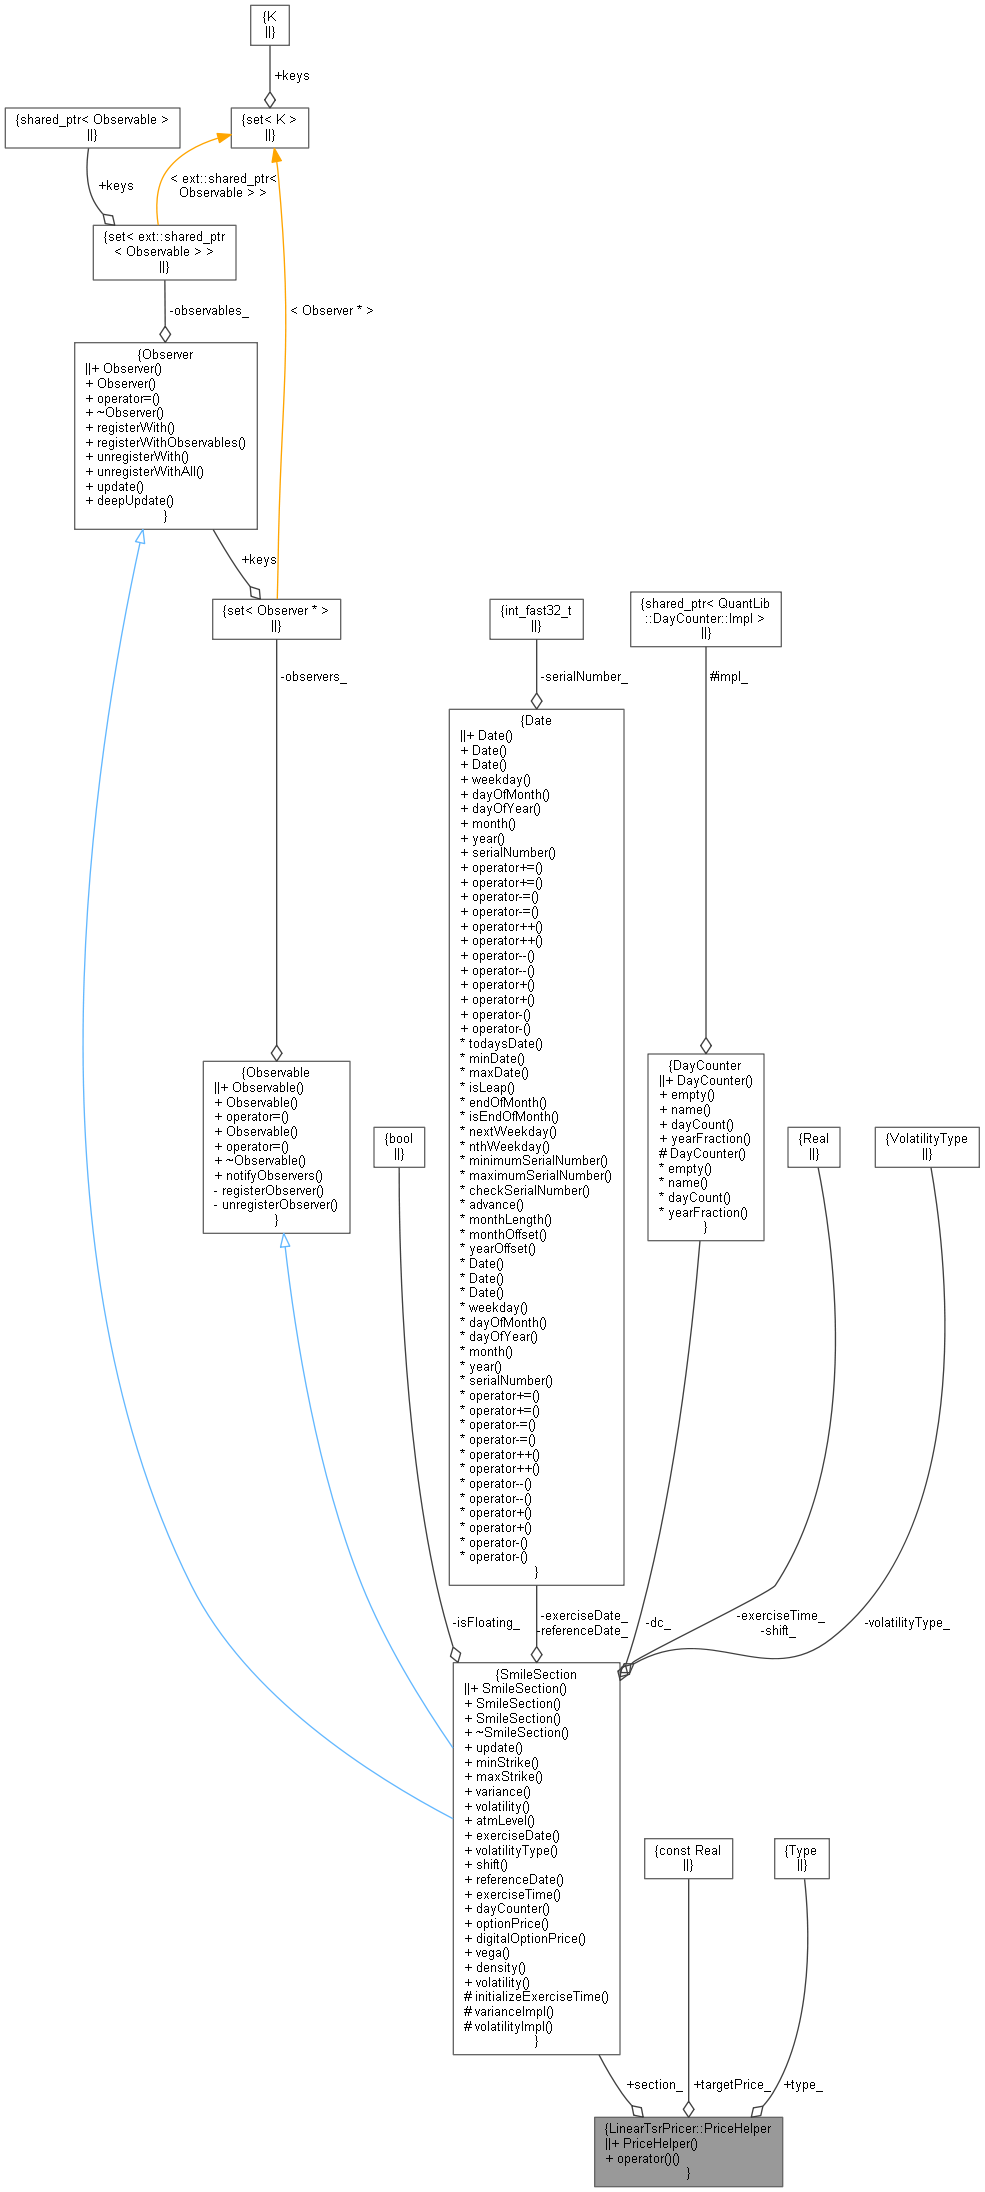 {K
||}
+keys
{shared_ptr< Observable >
||}
{set< K >
||}
+keys
< ext::shared_ptr<
Observable > >
{set< ext::shared_ptr
< Observable > >
||}
-observables_
< Observer * >
{Observer
||+ Observer()
+ Observer()
+ operator=()
+ ~Observer()
+ registerWith()
+ registerWithObservables()
+ unregisterWith()
+ unregisterWithAll()
+ update()
+ deepUpdate()
}
+keys
{set< Observer * >
||}
-observers_
{int_fast32_t
||}
-serialNumber_
{shared_ptr< QuantLib
::DayCounter::Impl >
||}
#impl_
{Date
||+ Date()
+ Date()
+ Date()
+ weekday()
+ dayOfMonth()
+ dayOfYear()
+ month()
+ year()
+ serialNumber()
+ operator+=()
+ operator+=()
+ operator-=()
+ operator-=()
+ operator++()
+ operator++()
+ operator--()
+ operator--()
+ operator+()
+ operator+()
+ operator-()
+ operator-()
* todaysDate()
* minDate()
* maxDate()
* isLeap()
* endOfMonth()
* isEndOfMonth()
* nextWeekday()
* nthWeekday()
* minimumSerialNumber()
* maximumSerialNumber()
* checkSerialNumber()
* advance()
* monthLength()
* monthOffset()
* yearOffset()
* Date()
* Date()
* Date()
* weekday()
* dayOfMonth()
* dayOfYear()
* month()
* year()
* serialNumber()
* operator+=()
* operator+=()
* operator-=()
* operator-=()
* operator++()
* operator++()
* operator--()
* operator--()
* operator+()
* operator+()
* operator-()
* operator-()
}
{Observable
||+ Observable()
+ Observable()
+ operator=()
+ Observable()
+ operator=()
+ ~Observable()
+ notifyObservers()
- registerObserver()
- unregisterObserver()
}
{bool
||}
{DayCounter
||+ DayCounter()
+ empty()
+ name()
+ dayCount()
+ yearFraction()
# DayCounter()
* empty()
* name()
* dayCount()
* yearFraction()
}
{Real
||}
{VolatilityType
||}
-isFloating_
-exerciseDate_
-referenceDate_
-dc_
-exerciseTime_
-shift_
-volatilityType_
{SmileSection
||+ SmileSection()
+ SmileSection()
+ SmileSection()
+ ~SmileSection()
+ update()
+ minStrike()
+ maxStrike()
+ variance()
+ volatility()
+ atmLevel()
+ exerciseDate()
+ volatilityType()
+ shift()
+ referenceDate()
+ exerciseTime()
+ dayCounter()
+ optionPrice()
+ digitalOptionPrice()
+ vega()
+ density()
+ volatility()
# initializeExerciseTime()
# varianceImpl()
# volatilityImpl()
}
{const Real
||}
{Type
||}
+section_
+targetPrice_
+type_
{LinearTsrPricer::PriceHelper
||+ PriceHelper()
+ operator()()
}